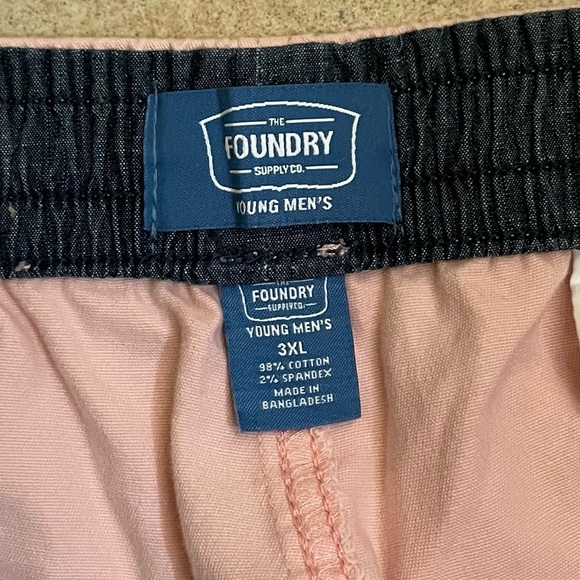 THE
FOUNDRY
SUPPLY CO.
YOUNG MEN'S
THE
FOUNDRY
SUPPLY CO.
YOUNG MEN'S
3XL
98% COTTON
2% SPANDEX
MADE IN
BANGLADESH